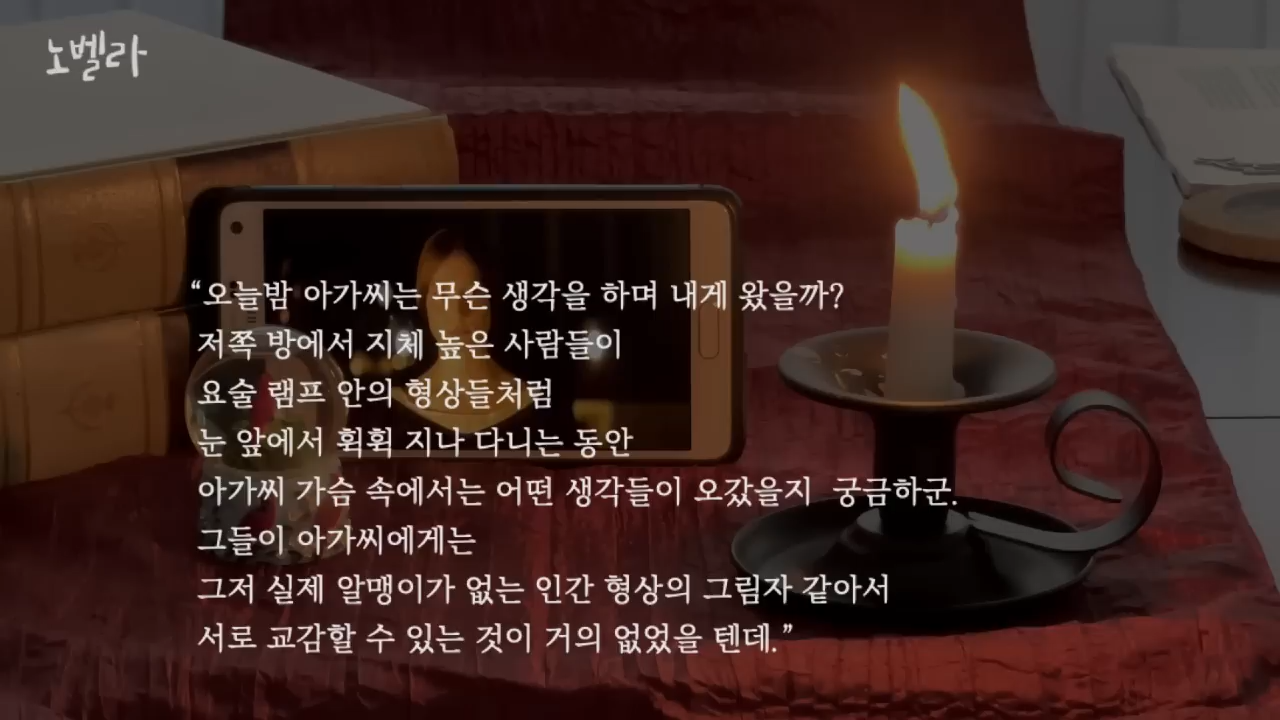 노벨라
“오늘밤 아가씨는 무슨 생각을 하며 내게 왔을까?
저쪽 방에서 지체 높은 사람들이
요술 램프 안의 형상들처럼
눈 앞에서 휙휙 지나 다니는 동안
아가씨 가슴 속에서는 어떤 생각들이 오갔을지 궁금하군.
그들이 아가씨에게는
그저 실제 알맹이가 없는 인간 형상의 그림자 같아서
서로 교감할 수 있는 것이 거의 없었을 텐데.”